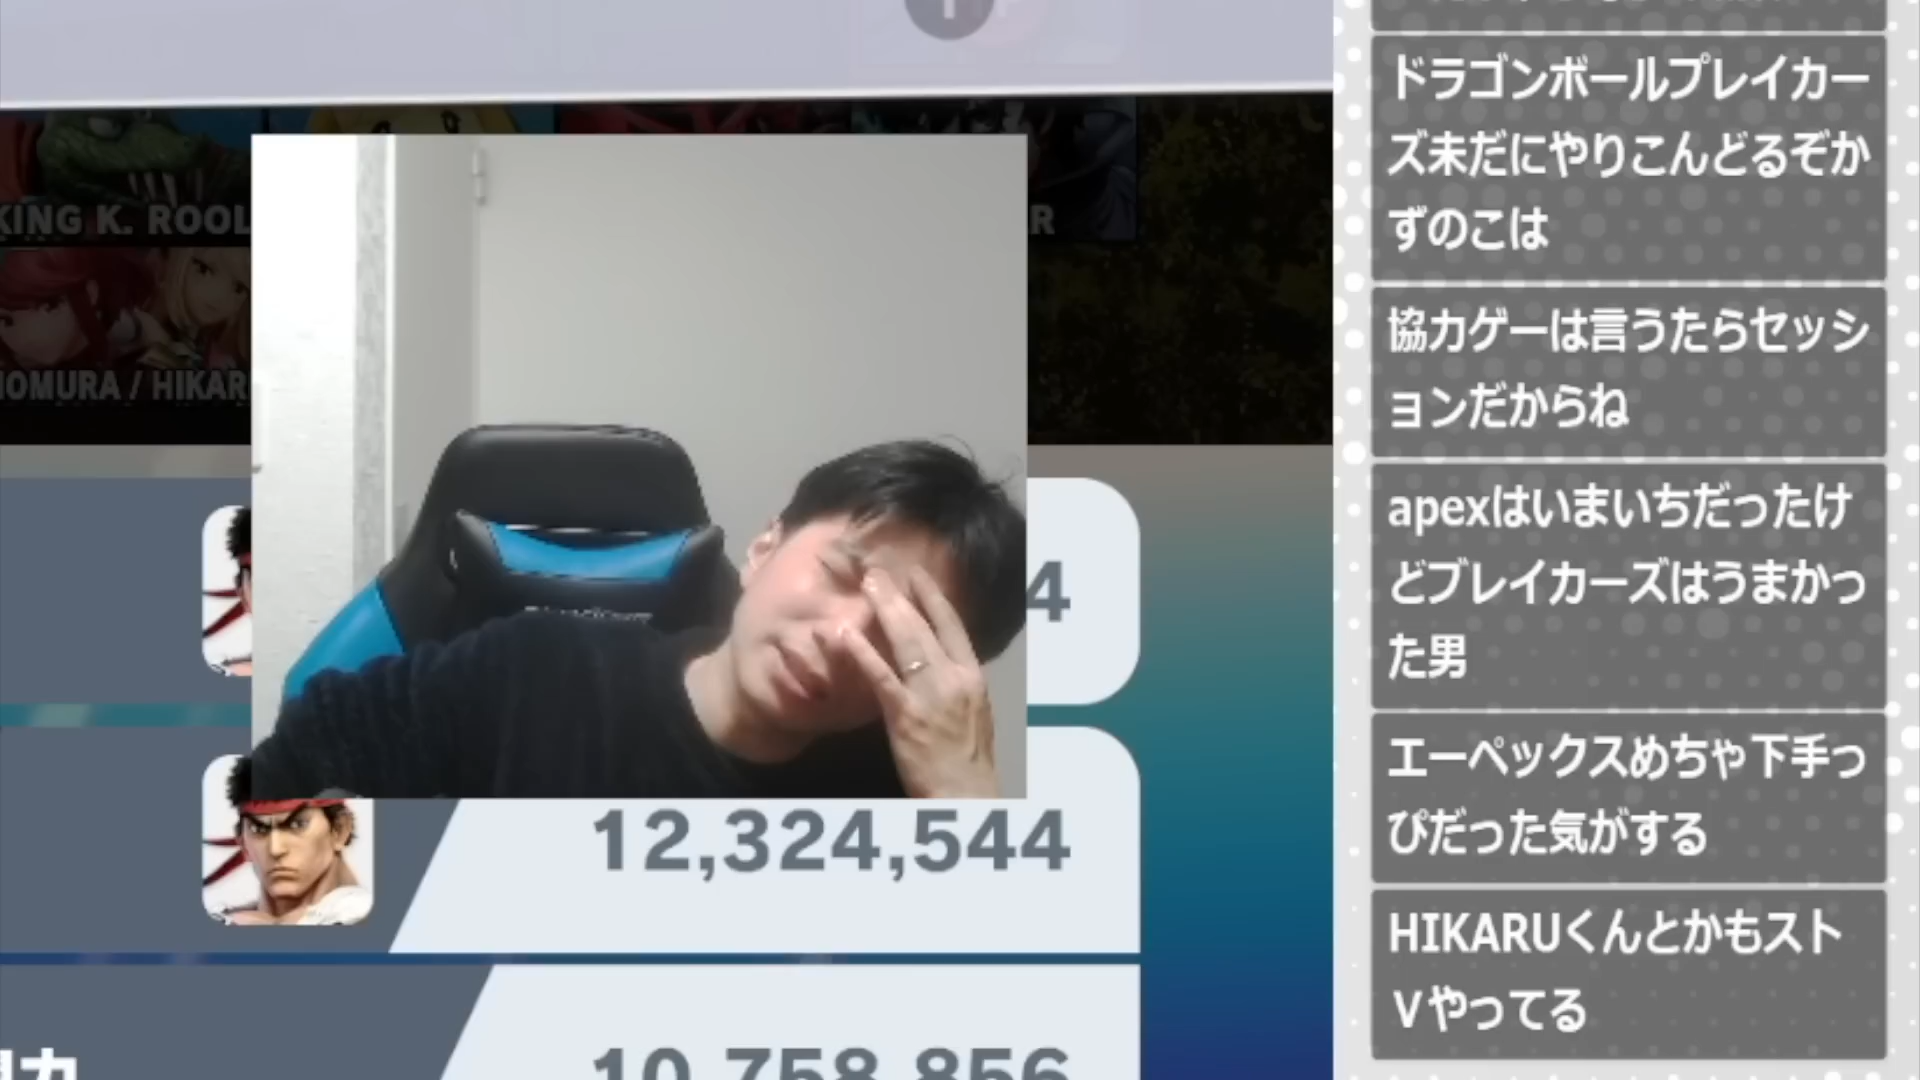 KING K. ROOL
R
HOMURA / HIKARI
4
12,324,544
10,758,856
闘力
ドラゴンボールブレイカー
ズ未だにやりこんどるぞか
ずのこは
協力ゲーは言うたらセッシ
ョンだからね
apexはいまいちだったけ
どブレイカーズはうまかっ
た男
エーペックスめちゃ下手っ
ぴだった気がする
HIKARUくんとかもスト
Ⅴやってる